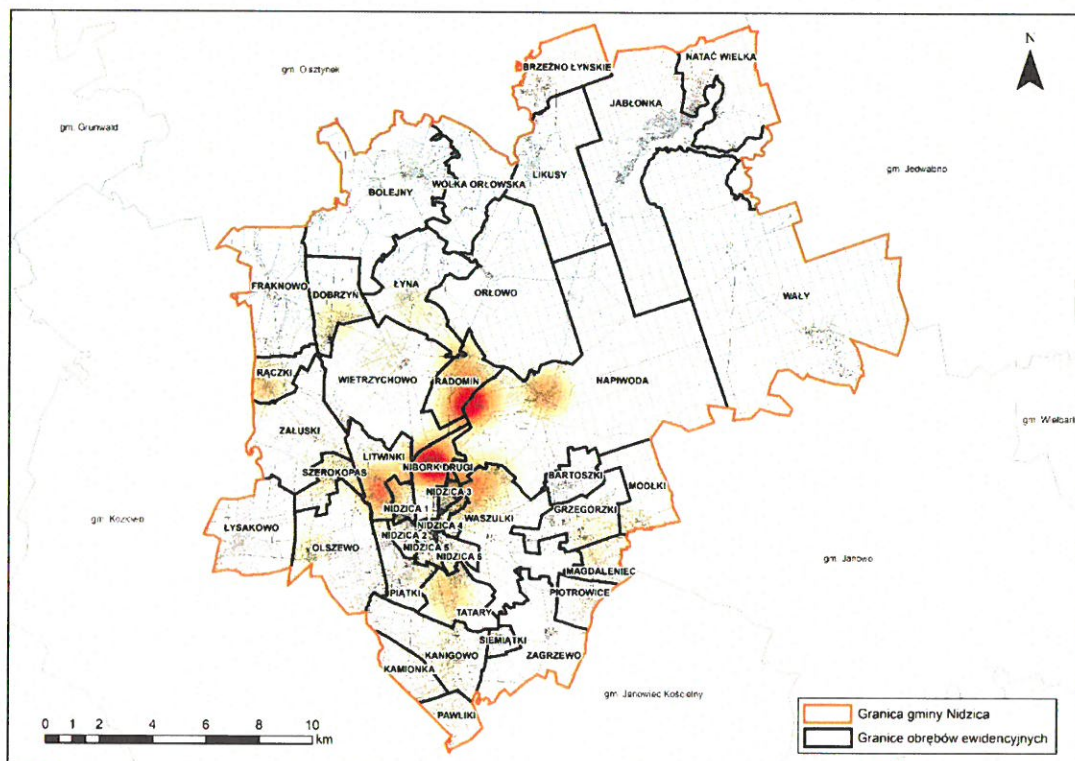 BRZEŹNO ŁYŃSKIE
NATAĆ WIELKA
N
gm. Olsztynek
JABŁONKA
gm. Grunwald
gm. Jedwabno
LIKUSY
WÓLKA ORŁOWSKA
BOLEJNY
FRAKNOWO
DOBRZYŃ
ŁYNA
ORŁOWO
WAŁY
RĄCZKI
WIETRZYCHOWO
RADOMIN
NAPIWODA
gm. Wielbark
ZAŁUSKI
LITWINKI
SZEROKOPAS
NIBORK DRUGI
BARTOSZKI
MODŁKI
NIDZICA 3
NIDZICA 1
GRZEGÓRZKI
gm. Kozłowo
ŁYSAKOWO
WASZULKI
NIDZICA 4
NIDZICA 2
OLSZEWO
NIDZICA 5
NIDZICA 6
gm. Janowo
MAGDALENIEC
PIĄTKI
PIOTROWICE
TATARY
SIEMIĄTKI
KANIGOWO
ZAGRZEWO
KAMIONKA
gm. Janowiec Kościelny
PAWLIKI
0 1 2 4 6 8 10
km
Granica gminy Nidzica
Granice obrębów ewidencyjnych